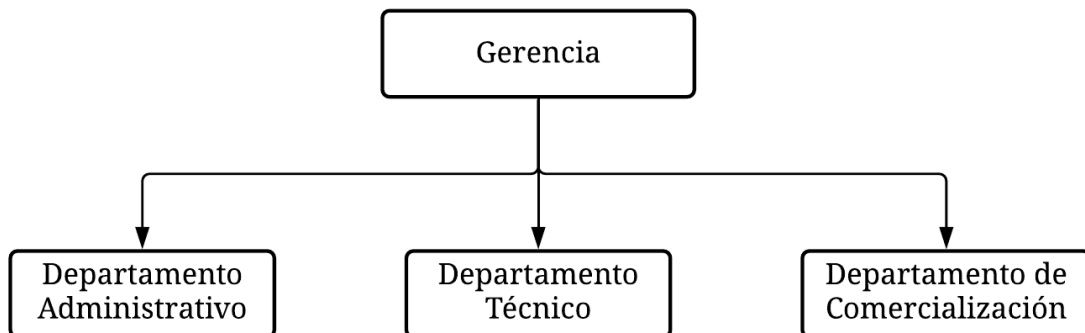 Gerencia
Departamento
Administrativo
Departamento
Técnico
Departamento de
Comercialización